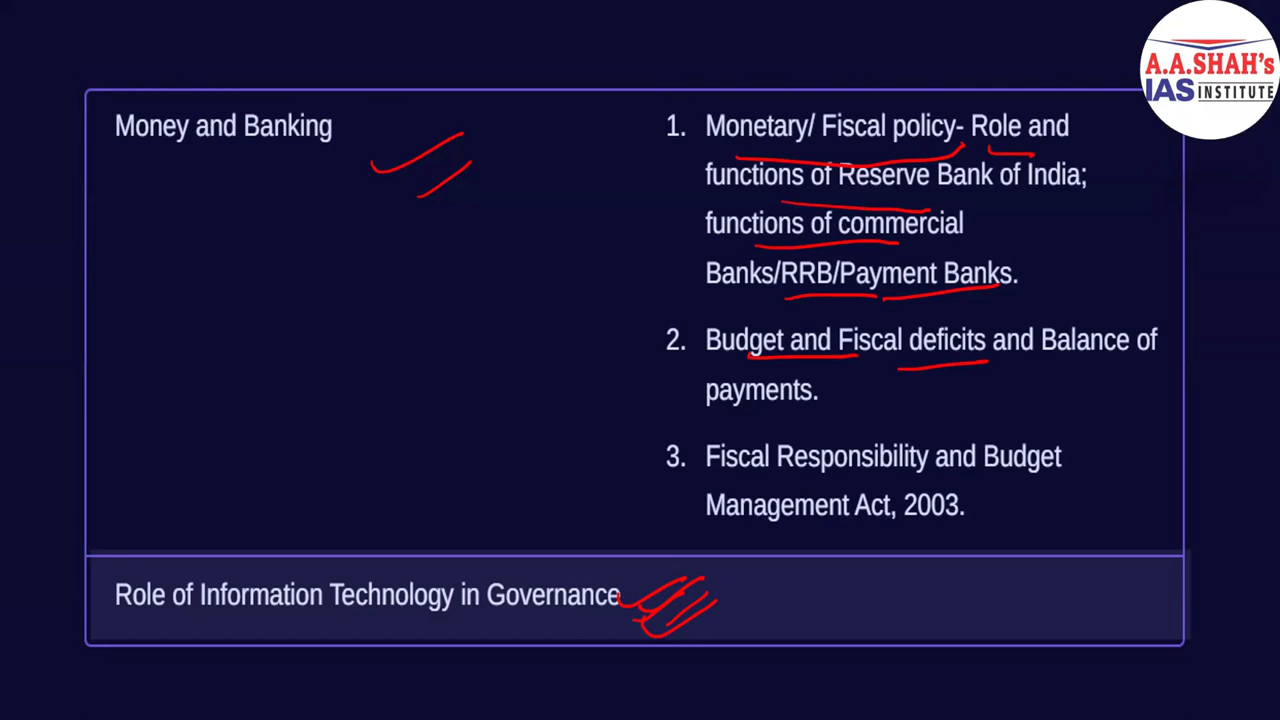 A.A.SHAH's
IAS INSTITUTE
Money and Banking
1. Monetary/ Fiscal policy- Role and
functions of Reserve Bank of India;
functions of commercial
Banks/RRB/Payment Banks.
2. Budget and Fiscal deficits and Balance of
payments.
3. Fiscal Responsibility and Budget
Management Act, 2003.
Role of Information Technology in Governance